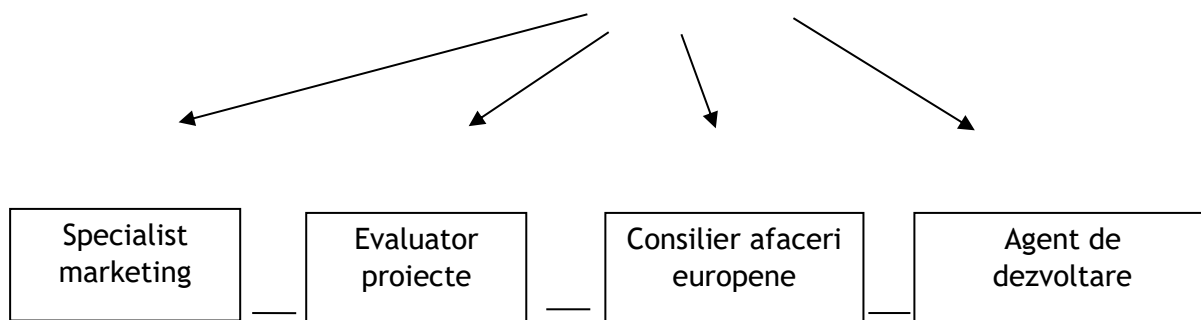 Specialist
marketing
Evaluator
proiecte
Consilier afaceri
europene
Agent de
dezvoltare